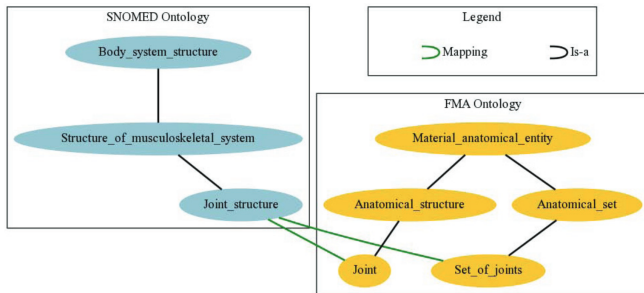 SNOMED Ontology
Body_system_structure
Structure_of_musculoskeletal_system
Joint_structure
Legend
Mapping
Is-a
FMA Ontology
Material_anatomical_entity
Anatomical_structure
Anatomical_set
Joint
Set_of_joints